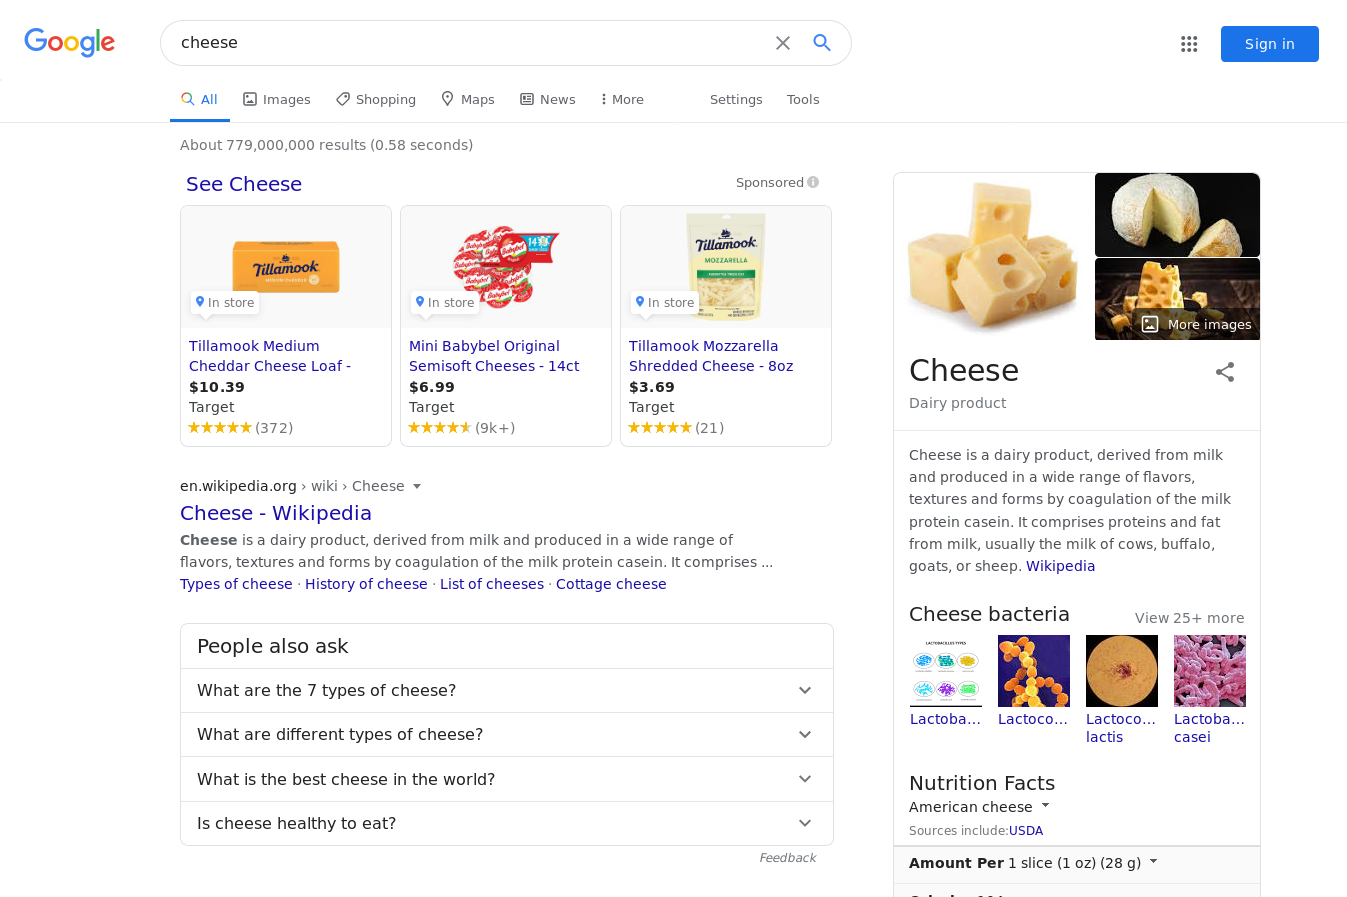 Google
cheese
Sign in
All
Images
Shopping
Maps
News
More
Settings
Tools
About 779,000,000 results (0.58 seconds)
See Cheese
Sponsored
Tillamook
MEDIUM CHEDDAR
In store
Tillamook Medium
Cheddar Cheese Loaf -
$10.39
Target
(372)
Babybel
14
In store
Mini Babybel Original
Semisoft Cheeses - 14ct
$6.99
Target
(9k+)
Tillamook
MOZZARELLA
In store
Tillamook Mozzarella
Shredded Cheese - 8oz
$3.69
Target
(21)
en.wikipedia.org › wiki › Cheese
Cheese - Wikipedia
Cheese is a dairy product, derived from milk and produced in a wide range of
flavors, textures and forms by coagulation of the milk protein casein. It comprises ...
Types of cheese · History of cheese · List of cheeses · Cottage cheese
People also ask
What are the 7 types of cheese?
What are different types of cheese?
What is the best cheese in the world?
Is cheese healthy to eat?
Feedback
More images
Cheese
Dairy product
Cheese is a dairy product, derived from milk
and produced in a wide range of flavors,
textures and forms by coagulation of the milk
protein casein. It comprises proteins and fat
from milk, usually the milk of cows, buffalo,
goats, or sheep. Wikipedia
Cheese bacteria
View 25+ more
LACTOBACILLUS TYPES
Lactoba...
Lactoco...
Lactoco...
lactis
Lactoba...
casei
Nutrition Facts
American cheese
Sources include:USDA
Amount Per 1 slice (1 oz) (28 g)